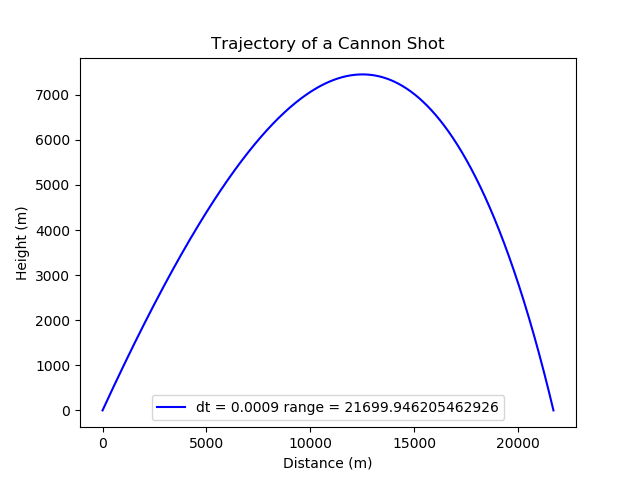 Trajectory of a Cannon Shot
7000
6000
5000
4000
3000
2000
1000
0
Height (m)
dt = 0.0009 range = 21699.946205462926
0 5000 10000 15000 20000
Distance (m)